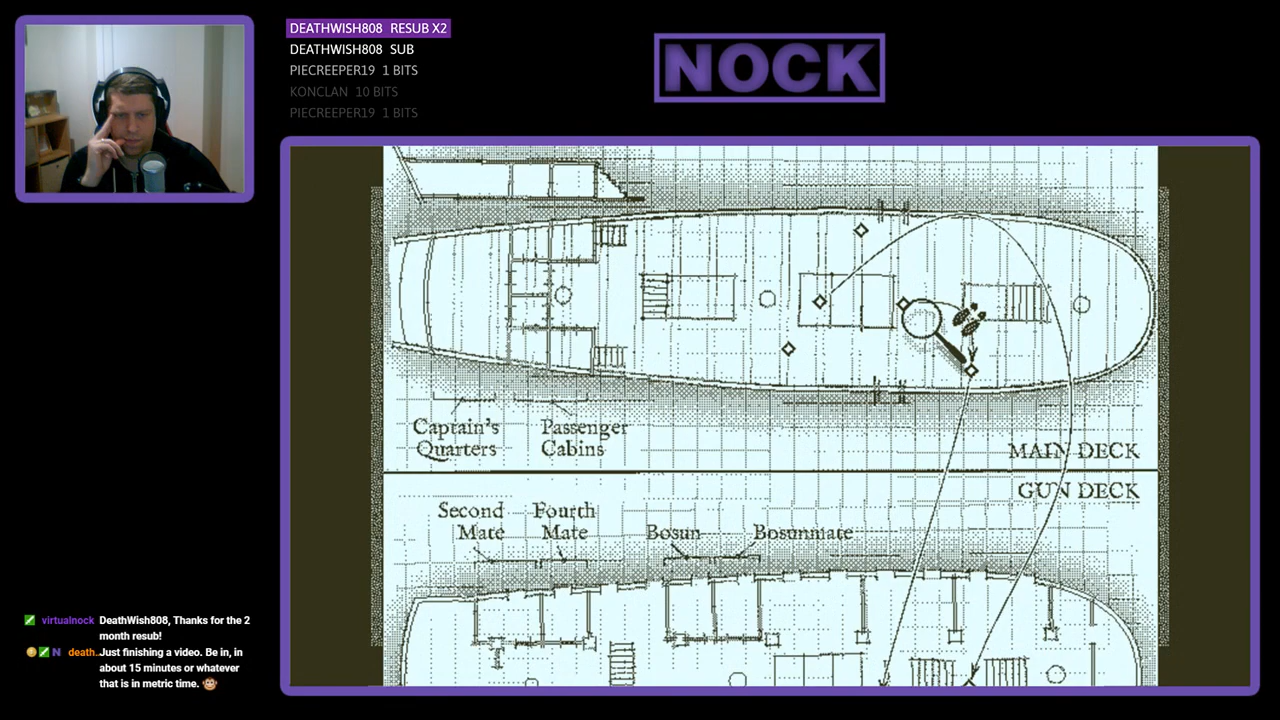 DEATHWISH808 RESUB X2
DEATHWISH808 SUB
PIECREEPER19 1 BITS
KONCLAN 10 BITS
PIECREEPER19 1 BITS
NOCK
Captain's
Quarters
Passenger
Cabins
MAIN DECK
GUN DECK
Second
Mate
Fourth
Mate
Bosun
Bosunmate
virtualnock DeathWish808, Thanks for the 2
month resub!
N death.. Just finishing a video. Be in, in
about 15 minutes or whatever
that is in metric time.